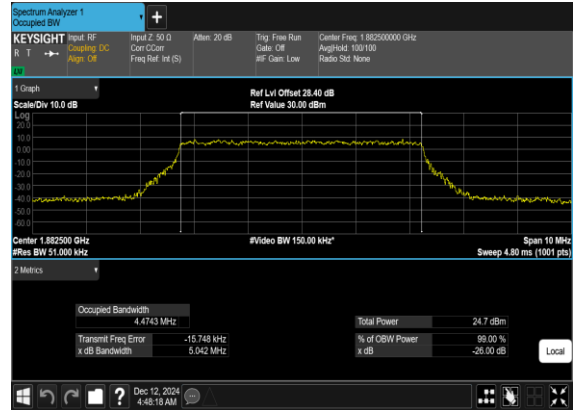 Spectrum Analyzer 1
Occupied BW
KEYSIGHT
R T
LNI
Input: RF
Coupling: DC
Align: Off
Input Z: 50 Ω
Corr CCorr
Freq Ref: Int (S)
Atten: 20 dB
Trig: Free Run
Gate: Off
#IF Gain: Low
Center Freq: 1.882500000 GHz
Avg|Hold: 100/100
Radio Std: None
1 Graph
Scale/Div 10.0 dB
Ref Lvl Offset 28.40 dB
Ref Value 30.00 dBm
Log
20.0
10.0
0.00
-10.0
-20.0
-30.0
-40.0
-50.0
-60.0
Center 1.882500 GHz
#Res BW 51.000 kHz
#Video BW 150.00 kHz*
Span 10 MHz
Sweep 4.80 ms (1001 pts)
2 Metrics
Occupied Bandwidth
4.4743 MHz
Transmit Freq Error -15.748 kHz
x dB Bandwidth 5.042 MHz
Total Power 24.7 dBm
% of OBW Power 99.00 %
x dB -26.00 dB
Local
?
Dec 12, 2024
4:48:18 AM